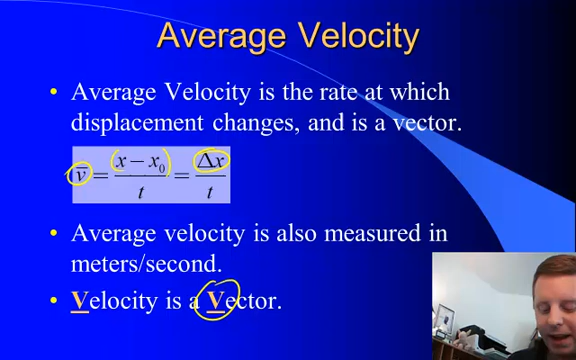 Average Velocity
• Average Velocity is the rate at which
displacement changes, and is a vector.
v̄ = (x − x₀)/t = Δx/t
• Average velocity is also measured in
meters/second.
• Velocity is a Vector.